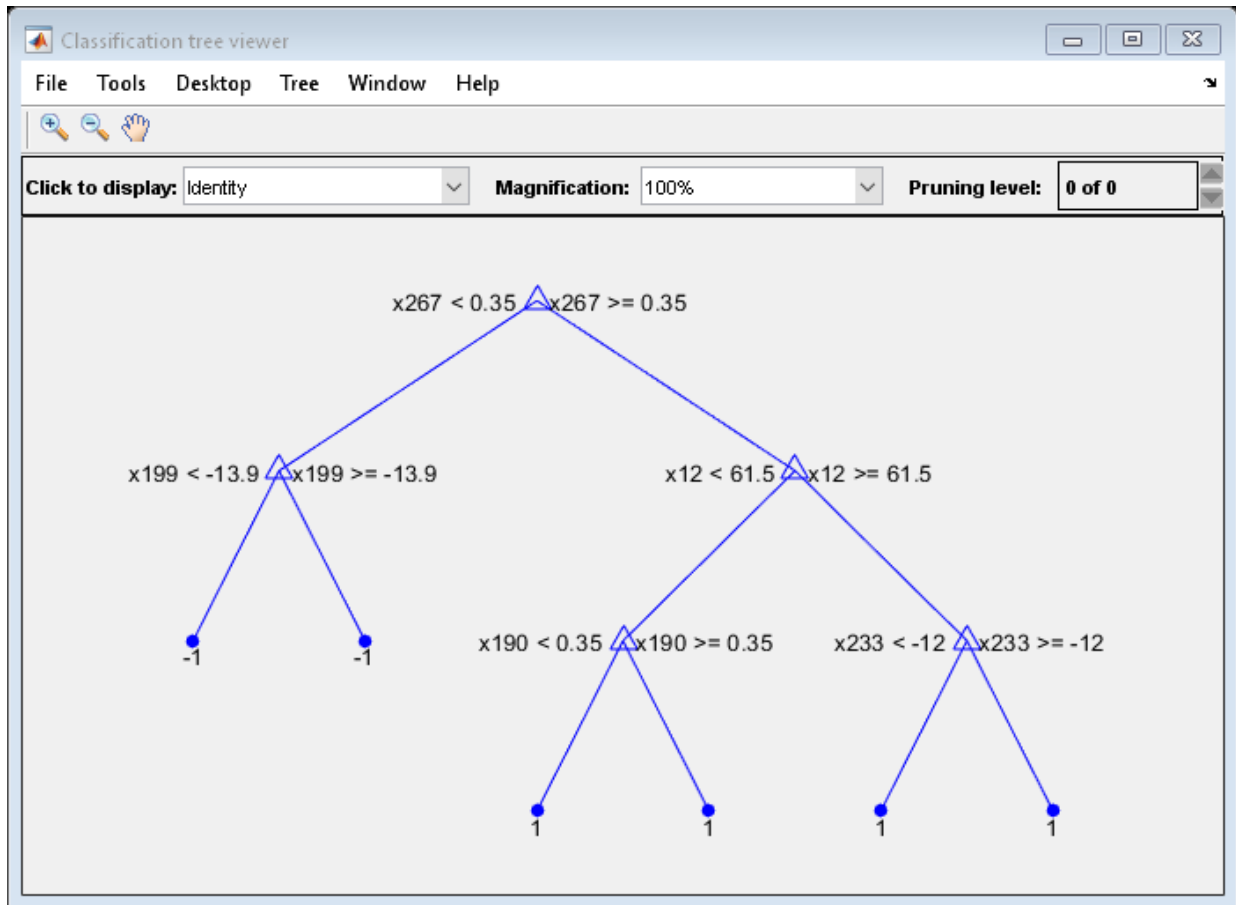 Classification tree viewer
File Tools Desktop Tree Window Help
Click to display: Identity Magnification: 100% Pruning level: 0 of 0
x267 < 0.35 x267 >= 0.35
x199 < -13.9 x199 >= -13.9 x12 < 61.5 x12 >= 61.5
-1 -1 x190 < 0.35 x190 >= 0.35 x233 < -12 x233 >= -12
1 1 1 1